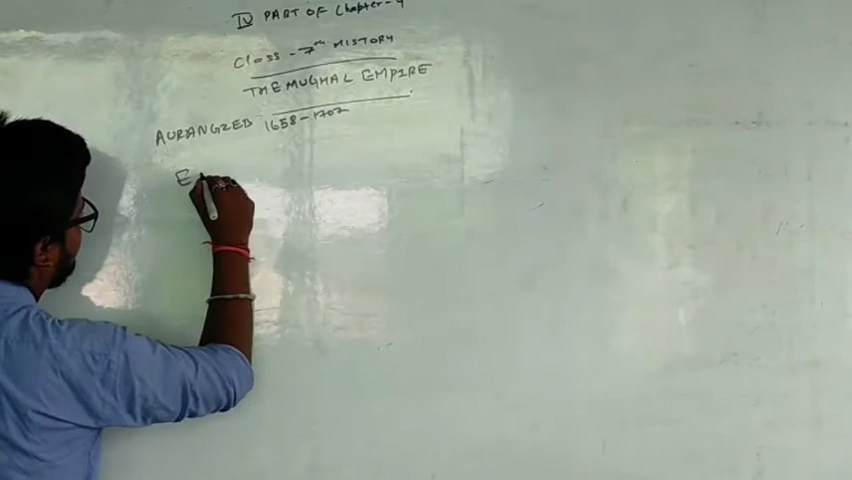 IV PART OF Chapter-4
Class - 7th HISTORY
THE MUGHAL EMPIRE
AURANGZEB 1658-1707
E